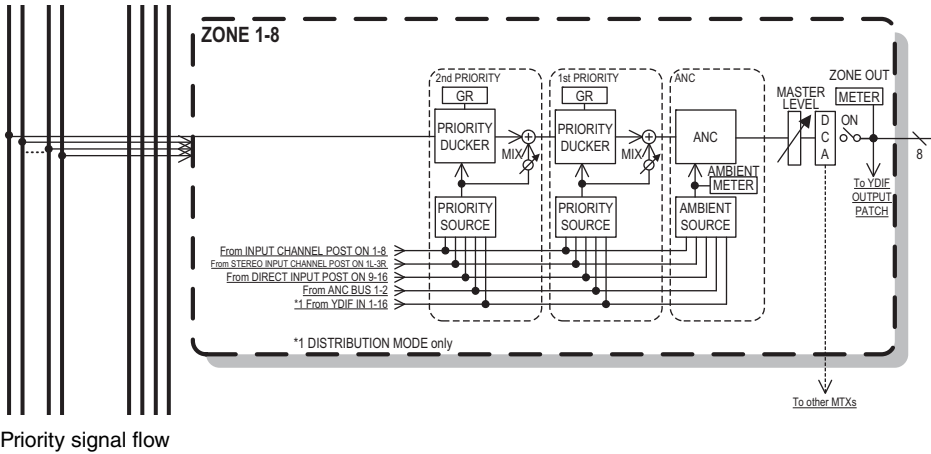 ZONE 1-8
2nd PRIORITY
GR
PRIORITY
DUCKER
MIX
PRIORITY
SOURCE
1st PRIORITY
GR
PRIORITY
DUCKER
MIX
PRIORITY
SOURCE
ANC
ANC
AMBIENT
METER
AMBIENT
SOURCE
MASTER
LEVEL
D
C
A
ZONE OUT
METER
ON
8
To YDIF
OUTPUT
PATCH
From INPUT CHANNEL POST ON 1-8
From STEREO INPUT CHANNEL POST ON 1L-3R
From DIRECT INPUT POST ON 9-16
From ANC BUS 1-2
*1 From YDIF IN 1-16
*1 DISTRIBUTION MODE only
To other MTXs
Priority signal flow